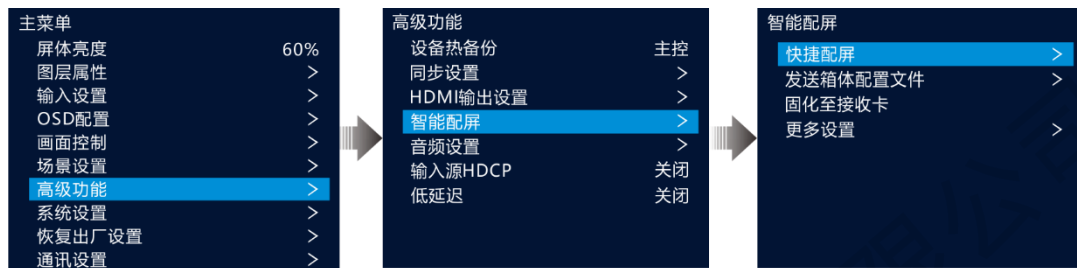 主菜单
屏体亮度 60%
图层属性 >
输入设置 >
OSD配置 >
画面控制 >
场景设置 >
高级功能 >
系统设置 >
恢复出厂设置 >
通讯设置 >
高级功能
设备热备份 主控
同步设置 >
HDMI输出设置 >
智能配屏 >
音频设置 >
输入源HDCP 关闭
低延迟 关闭
智能配屏
快捷配屏 >
发送箱体配置文件 >
固化至接收卡
更多设置 >